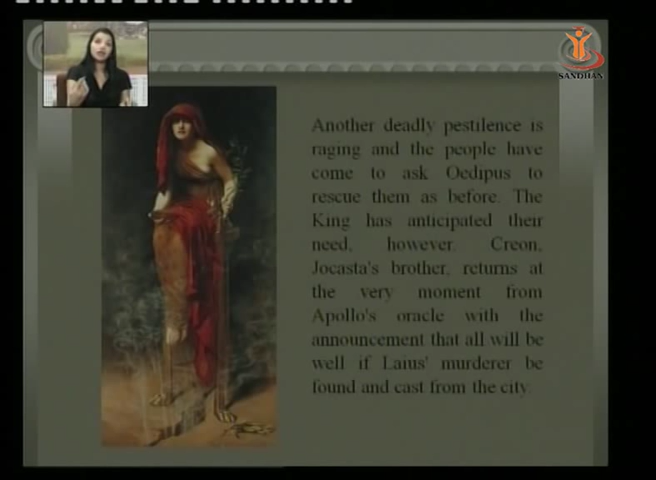 SANDHAN
Another deadly pestilence is
raging and the people have
come to ask Oedipus to
rescue them as before. The
King has anticipated their
need, however. Creon,
Jocasta's brother, returns at
the very moment from
Apollo's oracle with the
announcement that all will be
well if Laius' murderer be
found and cast from the city.